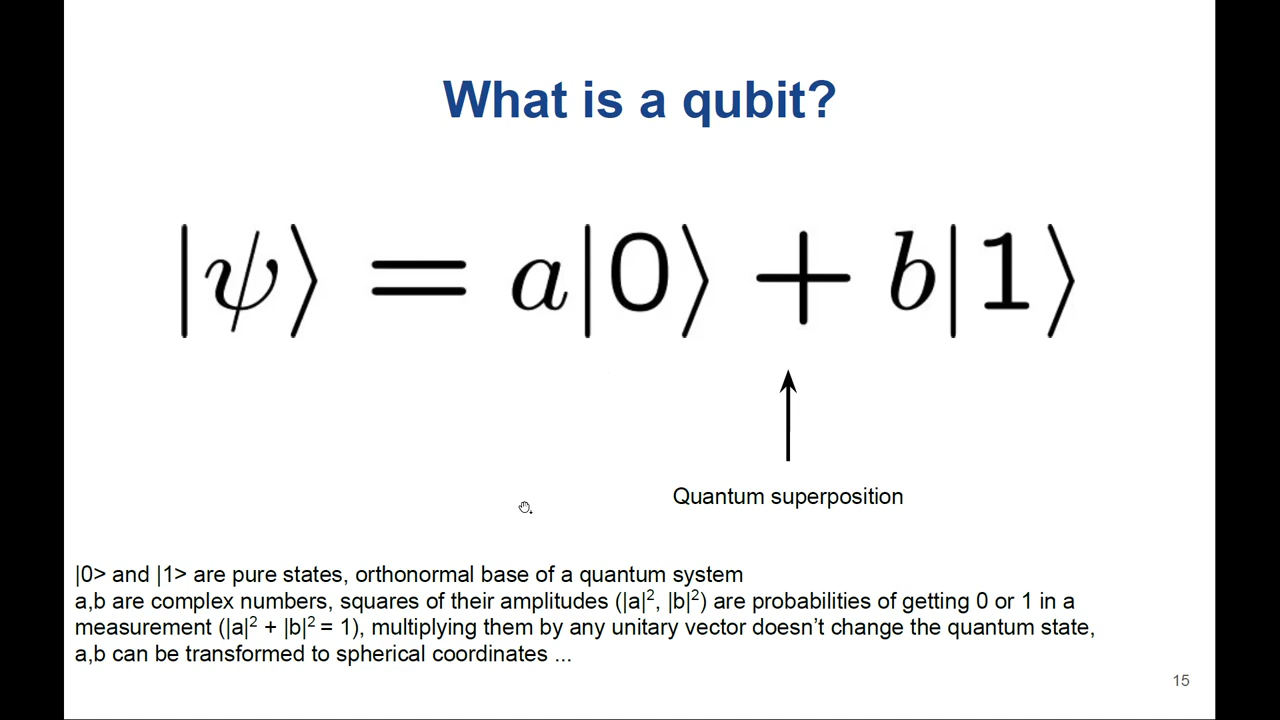 What is a qubit?
|ψ⟩ = a|0⟩ + b|1⟩
Quantum superposition
|0> and |1> are pure states, orthonormal base of a quantum system
a,b are complex numbers, squares of their amplitudes (|a|², |b|²) are probabilities of getting 0 or 1 in a
measurement (|a|² + |b|² = 1), multiplying them by any unitary vector doesn’t change the quantum state,
a,b can be transformed to spherical coordinates ...
15